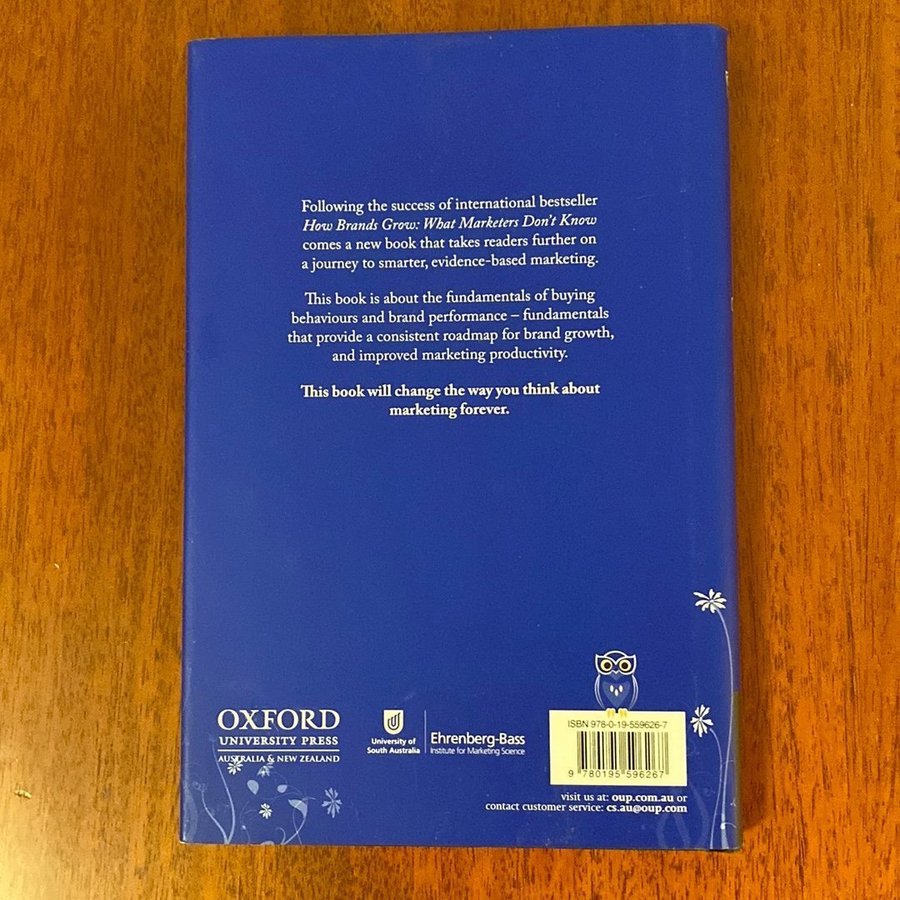 Following the success of international bestseller
How Brands Grow: What Marketers Don't Know
comes a new book that takes readers further on
a journey to smarter, evidence-based marketing.
This book is about the fundamentals of buying
behaviours and brand performance – fundamentals
that provide a consistent roadmap for brand growth,
and improved marketing productivity.
This book will change the way you think about
marketing forever.
OXFORD
UNIVERSITY PRESS
AUSTRALIA & NEW ZEALAND
University of
South Australia
Ehrenberg-Bass
Institute for Marketing Science
ISBN 978-0-19-559626-7
9 780195 596267
visit us at: oup.com.au or
contact customer service: cs.au@oup.com